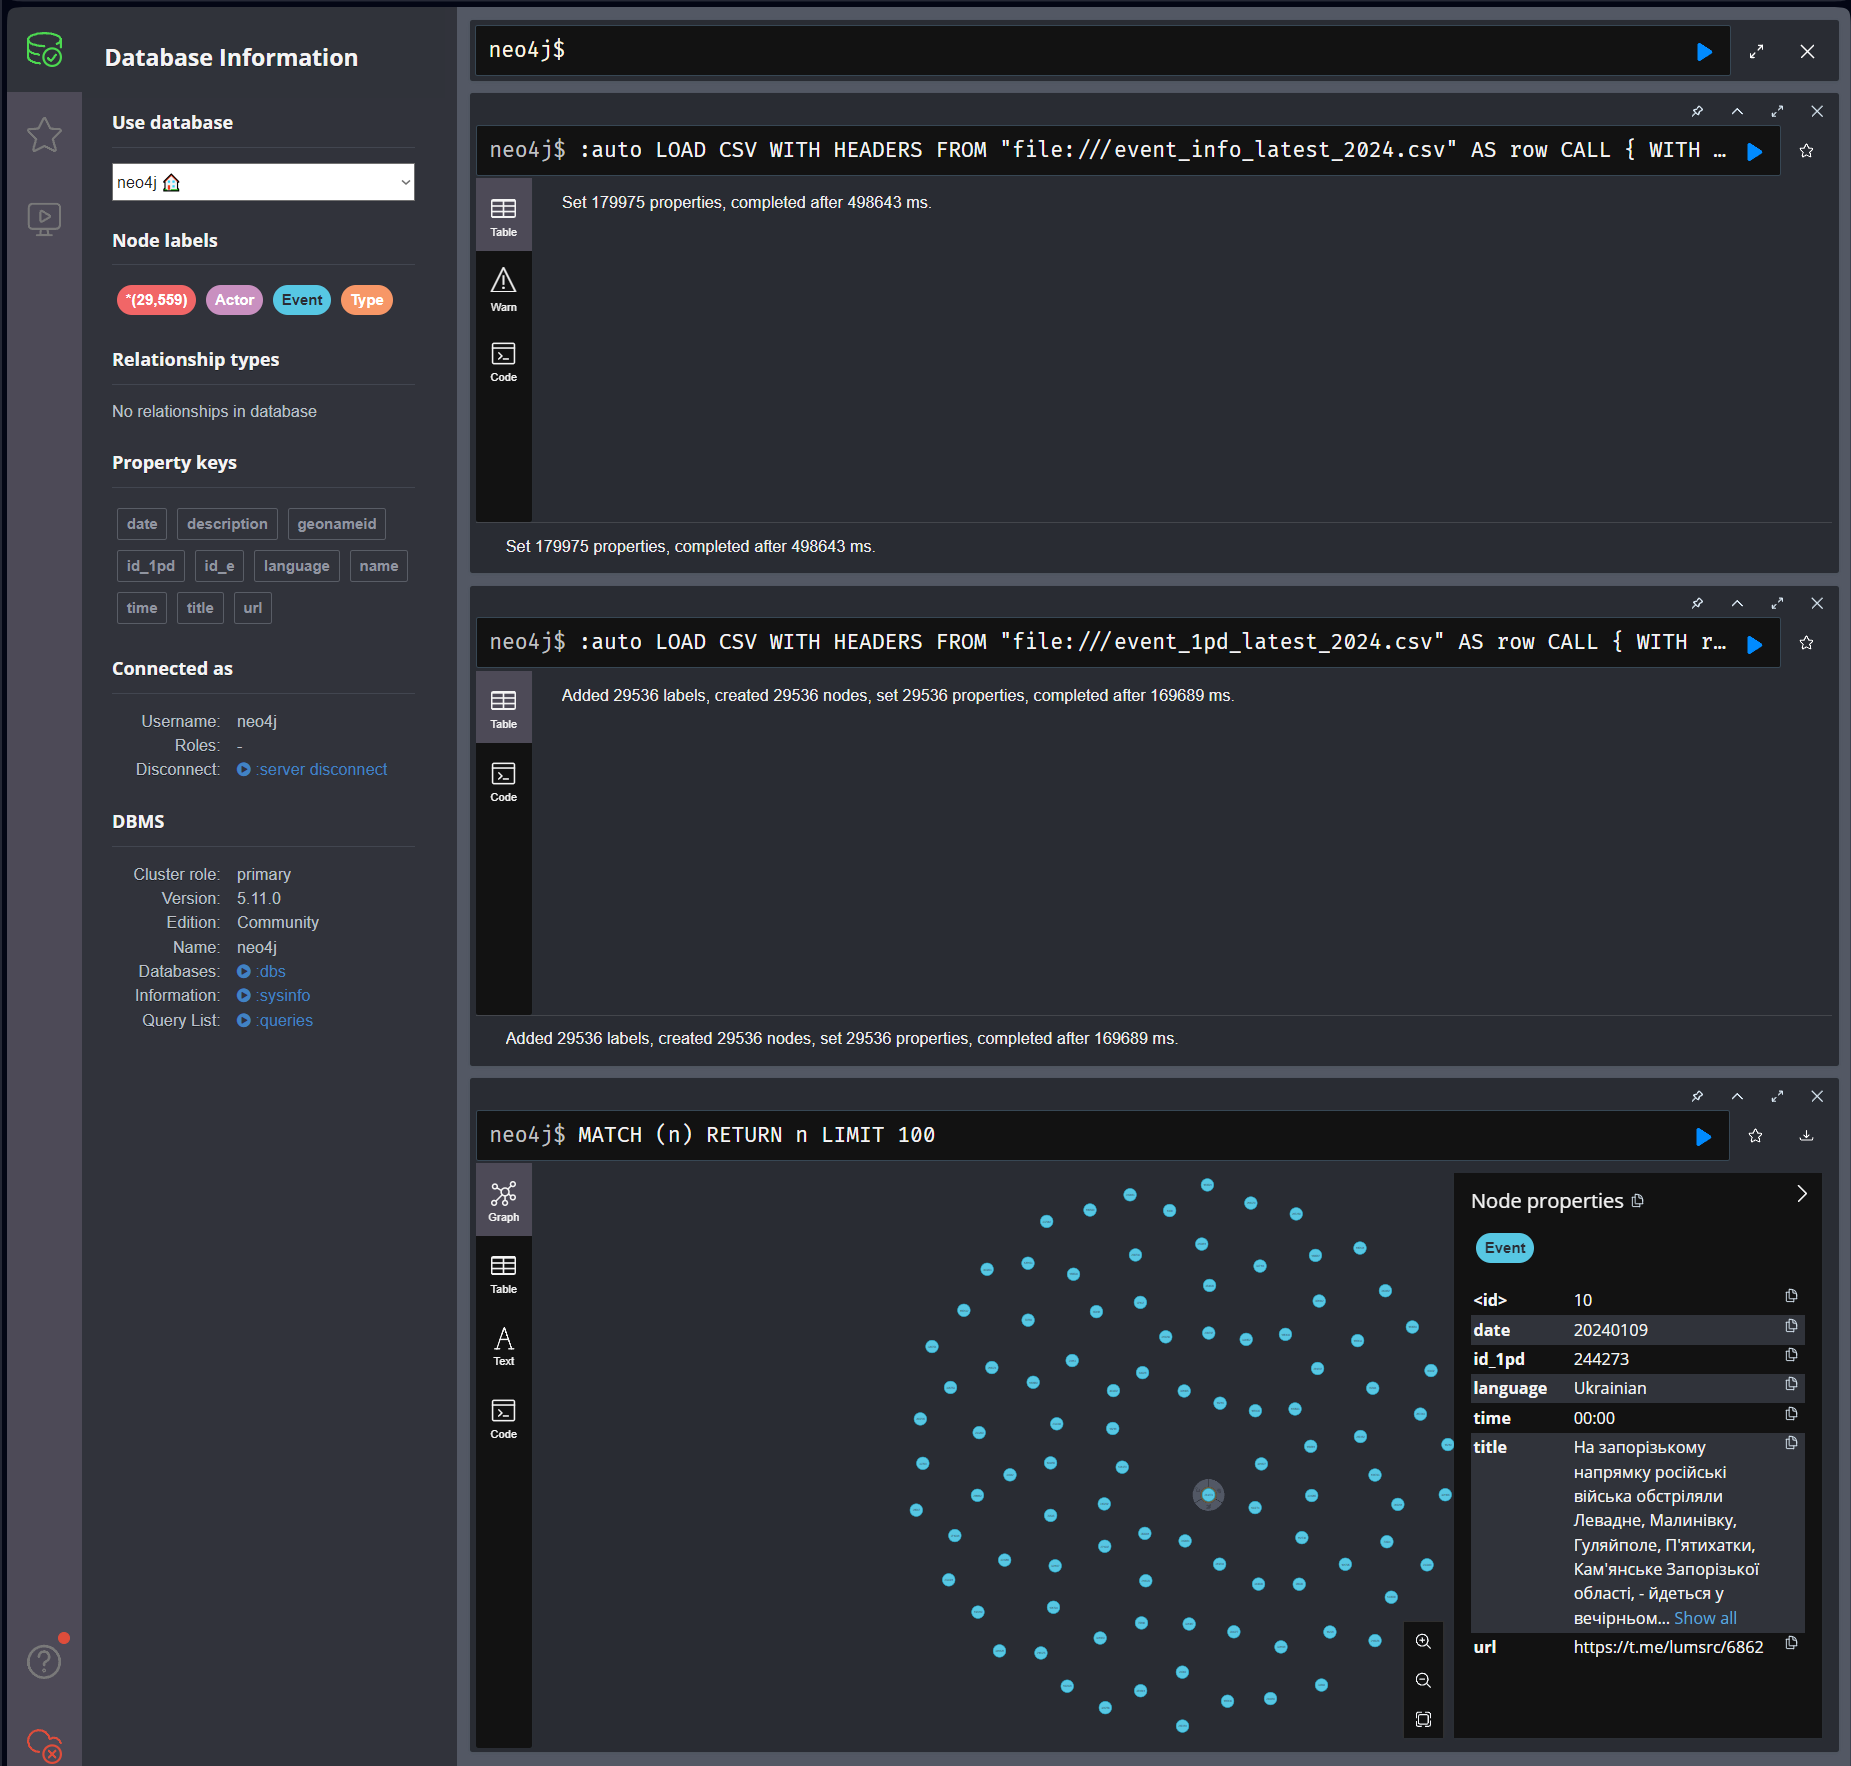 Database Information
Use database
neo4j
Node labels
*(29,559) Actor Event Type
Relationship types
No relationships in database
Property keys
date description geonameid
id_1pd id_e language name
time title url
Connected as
Username: neo4j
Roles: -
Disconnect: :server disconnect
DBMS
Cluster role: primary
Version: 5.11.0
Edition: Community
Name: neo4j
Databases: :dbs
Information: :sysinfo
Query List: :queries
neo4j$
neo4j$ :auto LOAD CSV WITH HEADERS FROM "file:///event_info_latest_2024.csv" AS row CALL { WITH …
Table
Warn
Code
Set 179975 properties, completed after 498643 ms.
Set 179975 properties, completed after 498643 ms.
neo4j$ :auto LOAD CSV WITH HEADERS FROM "file:///event_1pd_latest_2024.csv" AS row CALL { WITH r…
Table
Code
Added 29536 labels, created 29536 nodes, set 29536 properties, completed after 169689 ms.
Added 29536 labels, created 29536 nodes, set 29536 properties, completed after 169689 ms.
neo4j$ MATCH (n) RETURN n LIMIT 100
Graph
Table
Text
Code
Node properties
Event
<id> 10
date 20240109
id_1pd 244273
language Ukrainian
time 00:00
title На запорізькому
напрямку російські
війська обстріляли
Левадне, Малинівку,
Гуляйполе, П'ятихатки,
Кам'янське Запорізької
області, - йдеться у
вечірньом... Show all
url https://t.me/lumsrc/6862